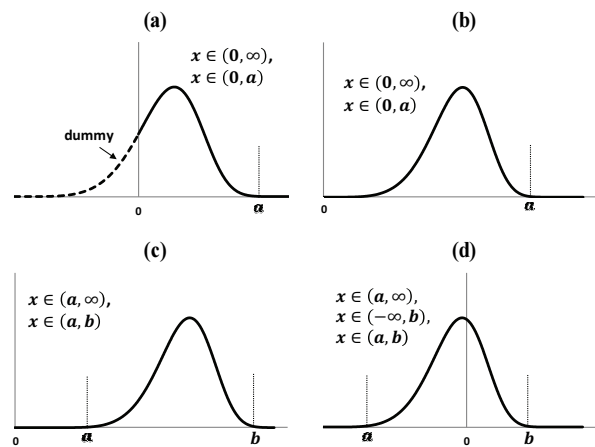 (a)
x ∈ (0, ∞),
x ∈ (0, a)
dummy
0
a
(b)
x ∈ (0, ∞),
x ∈ (0, a)
0
a
(c)
x ∈ (a, ∞),
x ∈ (a, b)
0
a
b
(d)
x ∈ (a, ∞),
x ∈ (-∞, b),
x ∈ (a, b)
a
0
b